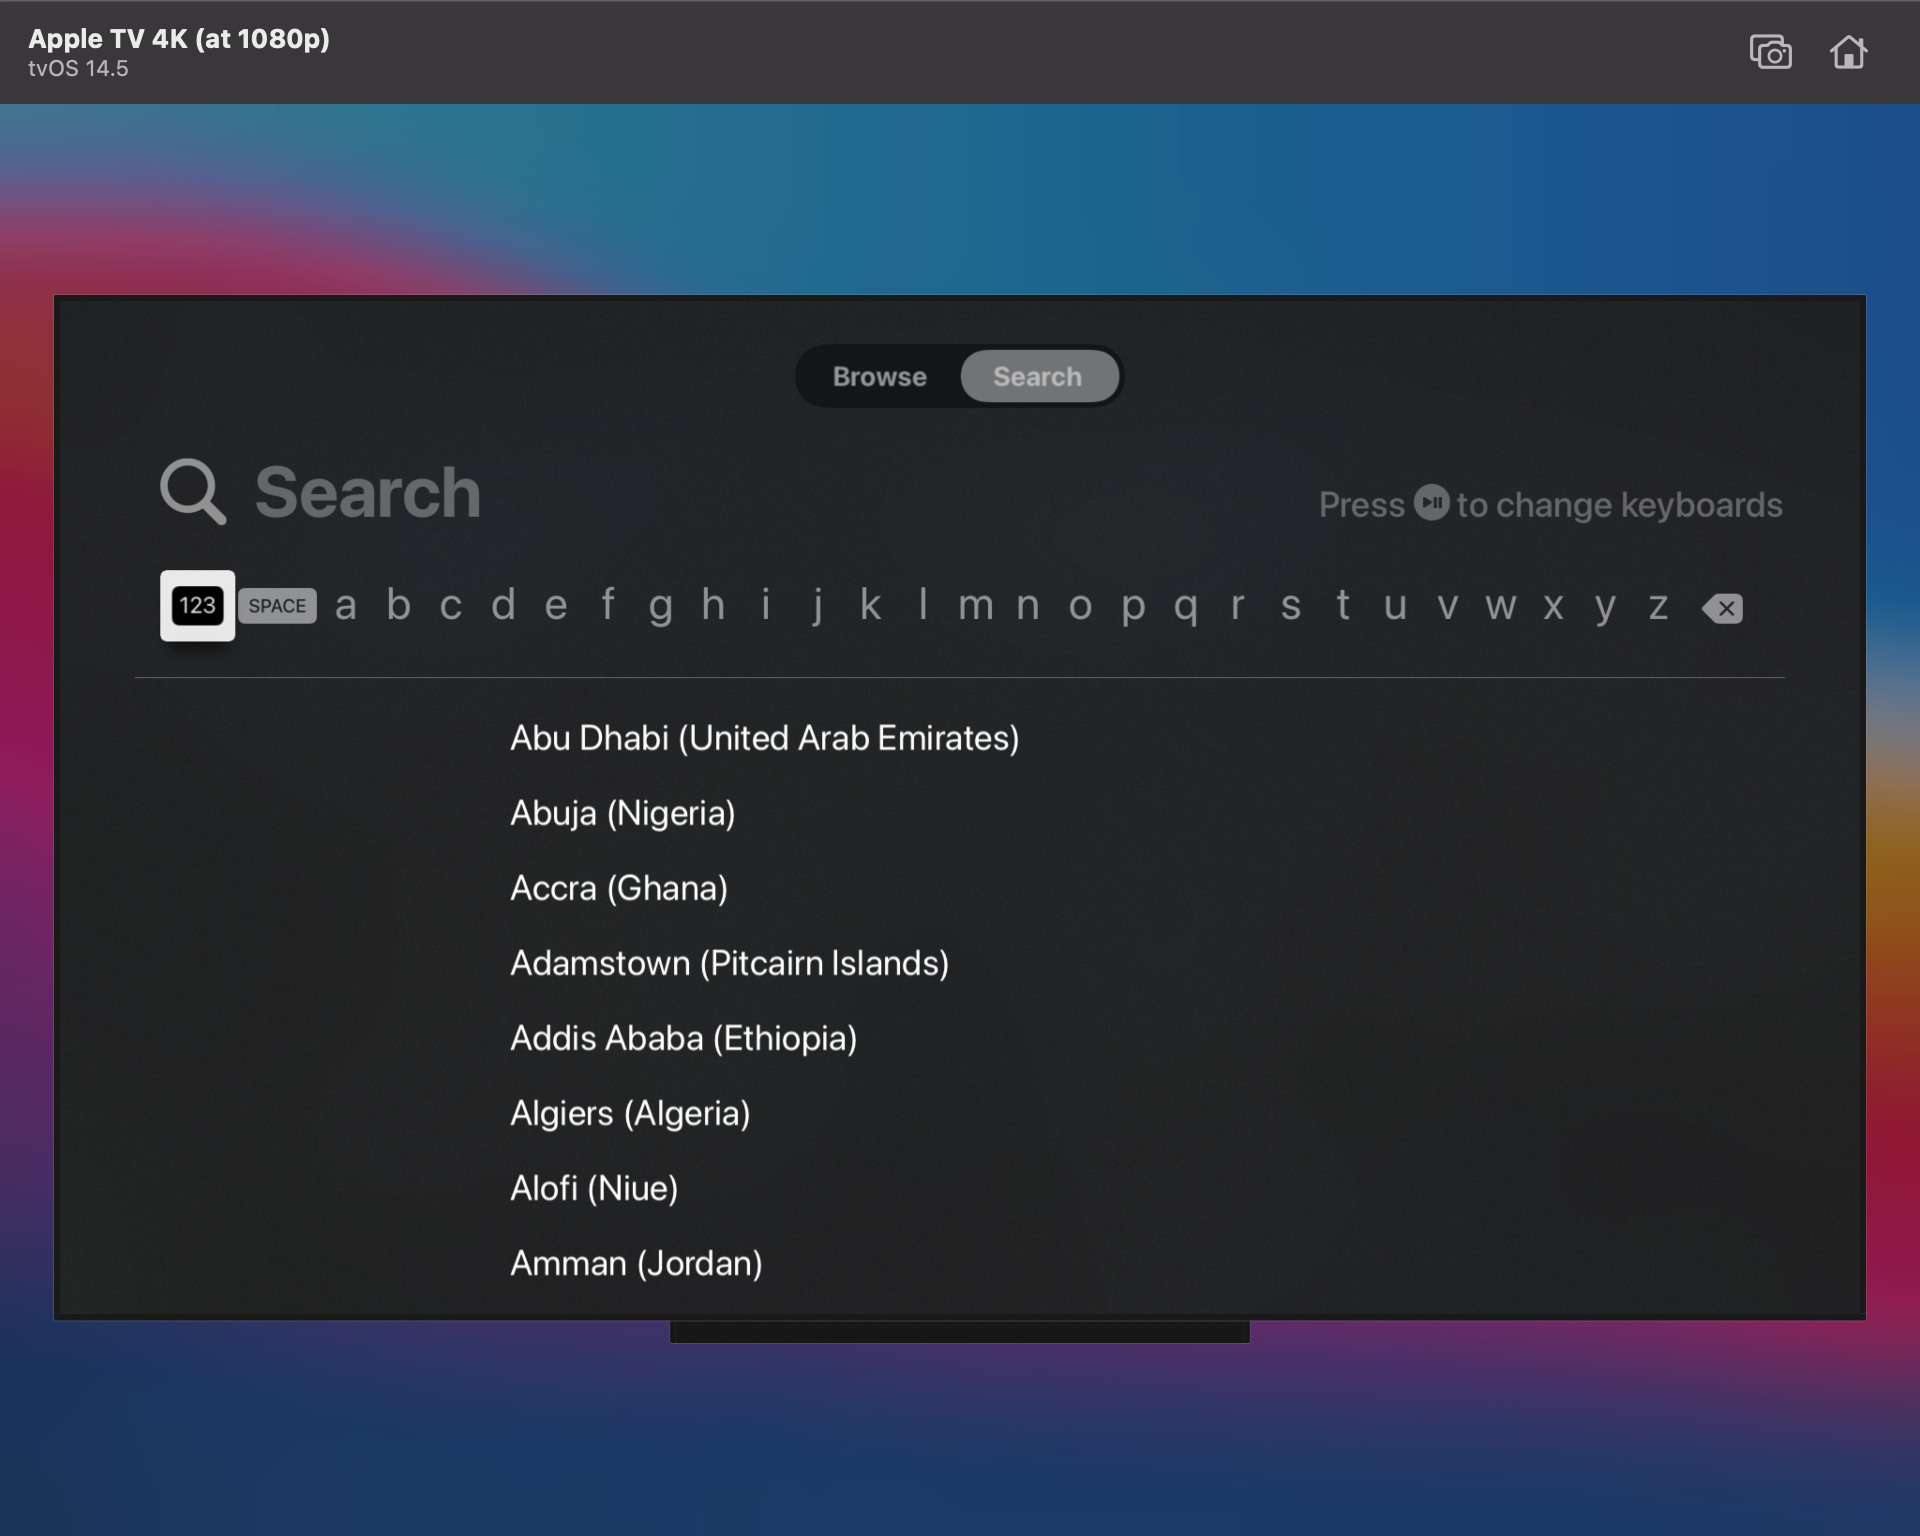 Apple TV 4K (at 1080p)
tvOS 14.5
Browse Search
Search
Press to change keyboards
123 SPACE a b c d e f g h i j k l m n o p q r s t u v w x y z
Abu Dhabi (United Arab Emirates)
Abuja (Nigeria)
Accra (Ghana)
Adamstown (Pitcairn Islands)
Addis Ababa (Ethiopia)
Algiers (Algeria)
Alofi (Niue)
Amman (Jordan)